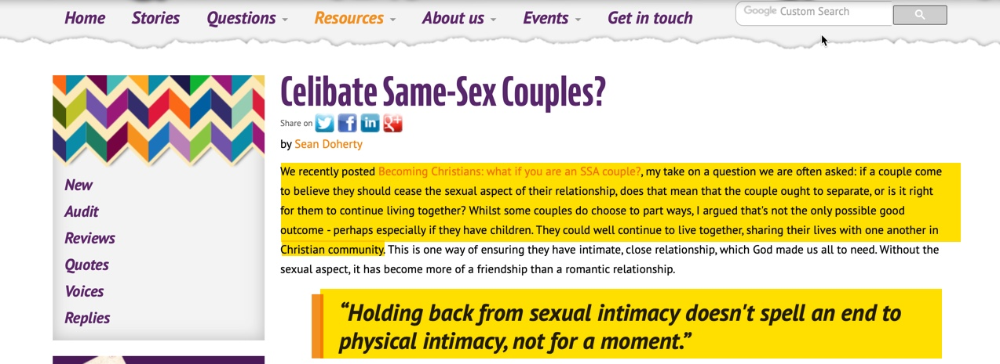 Home Stories Questions Resources About us Events Get in touch Google Custom Search
Celibate Same-Sex Couples?
Share on
by Sean Doherty
New
Audit
Reviews
Quotes
Voices
Replies
We recently posted Becoming Christians: what if you are an SSA couple?, my take on a question we are often asked: if a couple come
to believe they should cease the sexual aspect of their relationship, does that mean that the couple ought to separate, or is it right
for them to continue living together? Whilst some couples do choose to part ways, I argued that's not the only possible good
outcome - perhaps especially if they have children. They could well continue to live together, sharing their lives with one another in
Christian community. This is one way of ensuring they have intimate, close relationship, which God made us all to need. Without the
sexual aspect, it has become more of a friendship than a romantic relationship.
“Holding back from sexual intimacy doesn't spell an end to
physical intimacy, not for a moment.”